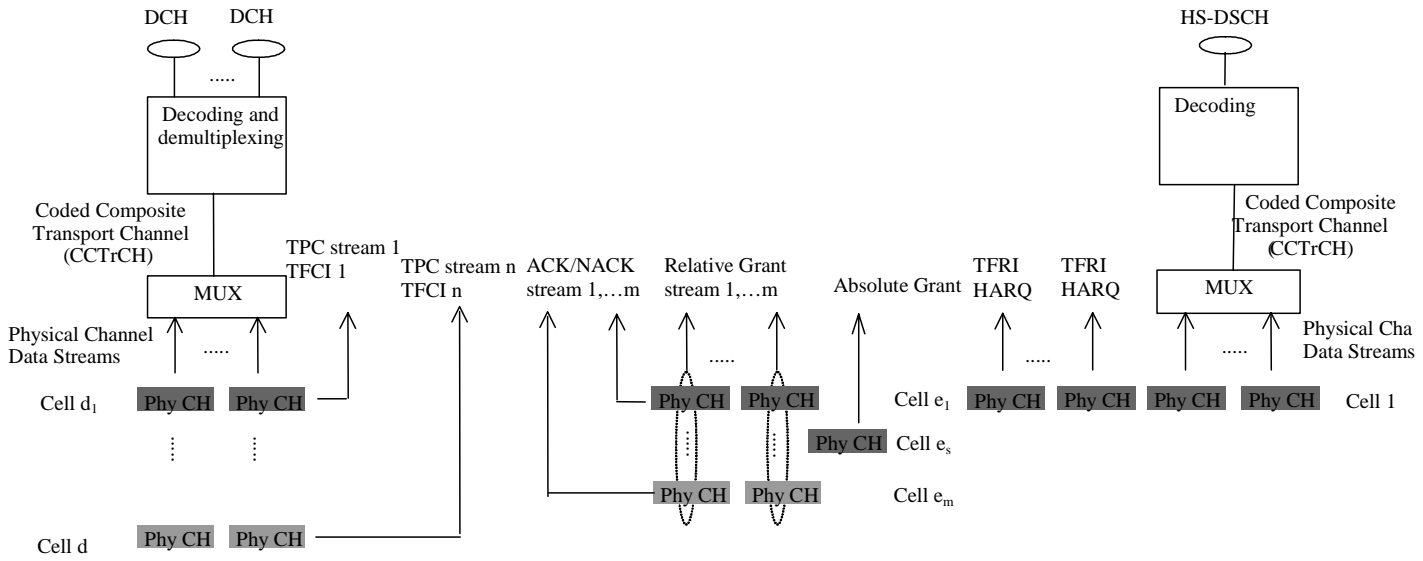 DCH
DCH
HS-DSCH
.....
Decoding and
demultiplexing
Decoding
Coded Composite
Transport Channel
(CCTrCH)
Coded Composite
Transport Channel
(CCTrCH)
TPC stream 1
TFCI 1
TPC stream n
TFCI n
ACK/NACK
stream 1,…m
Relative Grant
stream 1,…m
Absolute Grant
TFRI
HARQ
TFRI
HARQ
MUX
MUX
Physical Channel
Data Streams
.....
.....
.....
.....
Physical Cha
Data Streams
Cell d1
Phy CH
Phy CH
Phy CH
Phy CH
Cell e1
Phy CH
Phy CH
Phy CH
Phy CH
Cell 1
.....
.....
.....
.....
Phy CH
Cell es
Phy CH
Phy CH
Cell em
Cell d
Phy CH
Phy CH